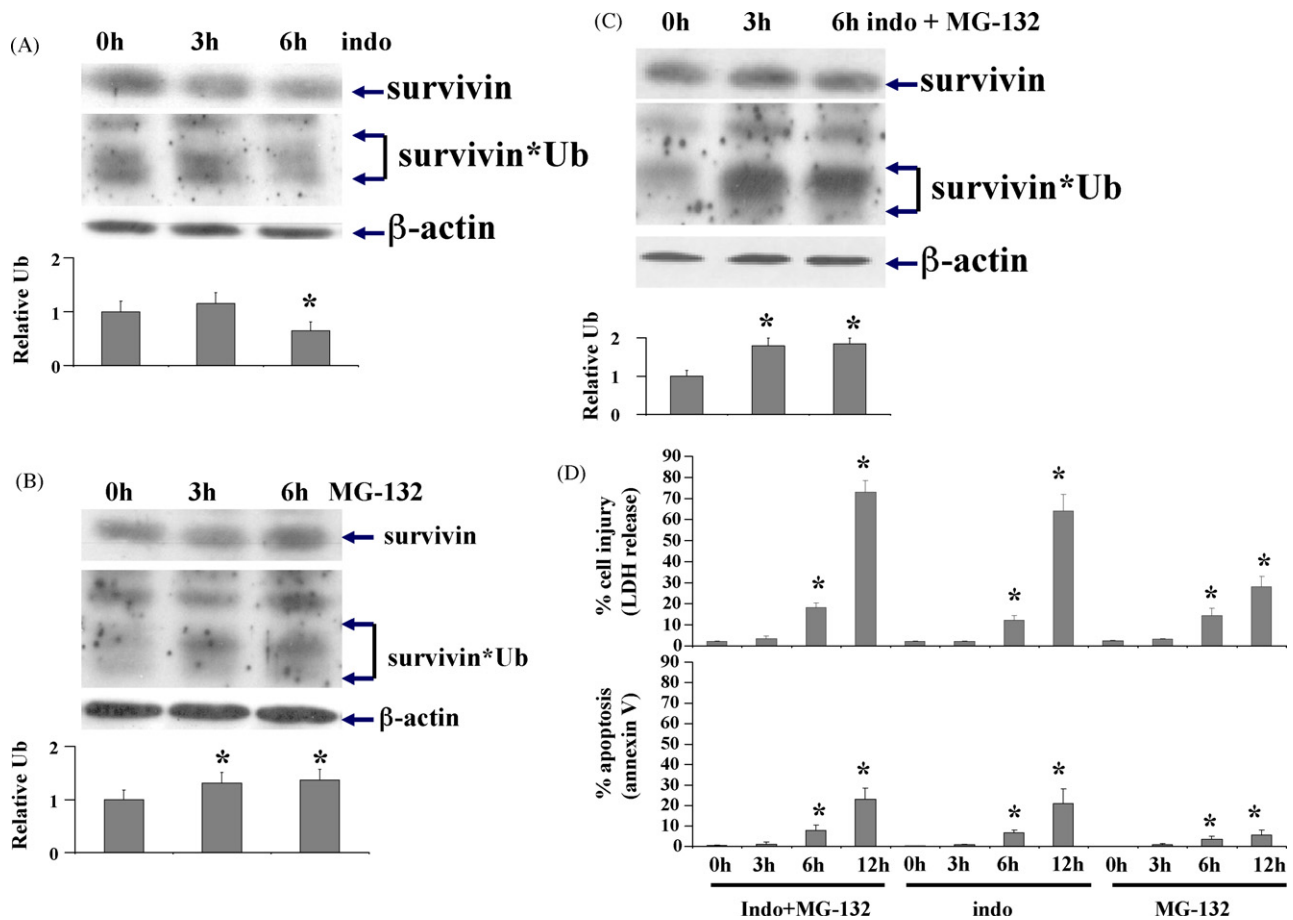 (A)
0h 3h 6h indo
survivin
survivin*Ub
β-actin
Relative Ub
2
1
0
*
(B)
0h 3h 6h MG-132
survivin
survivin*Ub
β-actin
Relative Ub
2
1
0
* *
(C)
0h 3h 6h indo + MG-132
survivin
survivin*Ub
β-actin
Relative Ub
2
1
0
* *
(D)
% cell injury
(LDH release)
90
80
70
60
50
40
30
20
10
0
* * * * * *
% apoptosis
(annexin V)
90
80
70
60
50
40
30
20
10
0
* * * * * *
0h 3h 6h 12h 0h 3h 6h 12h 0h 3h 6h 12h
Indo+MG-132 indo MG-132